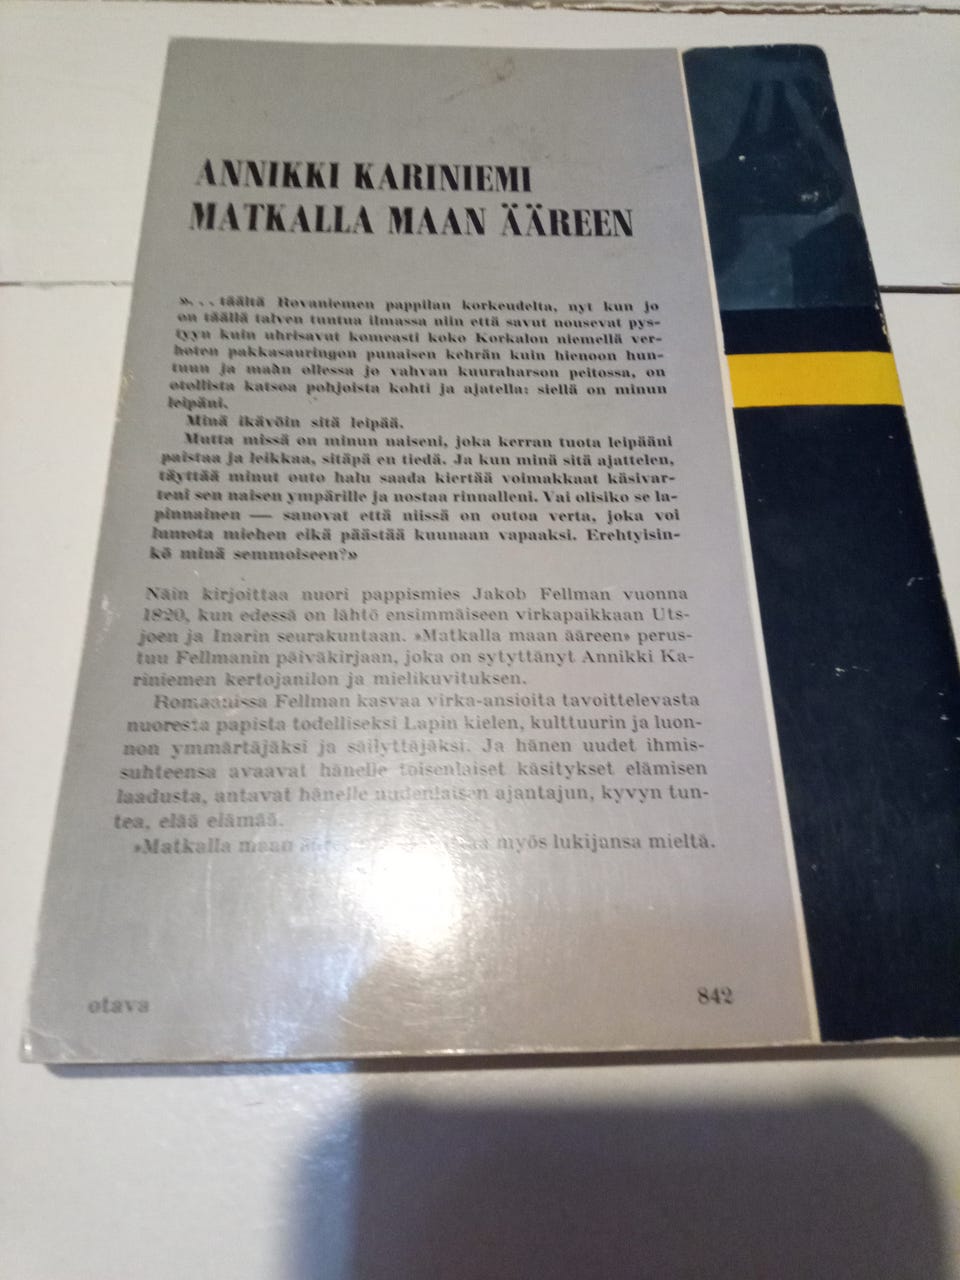 ANNIKKI KARINIEMI
MATKALLA MAAN ÄÄREEN
»... täältä Rovaniemen pappilan korkeudelta, nyt kun jo
on täällä talven tuntua ilmassa niin että savut nousevat pys-
tyyn kuin uhrisavut komeasti koko Korkalon niemellä ver-
hoten pakkasauringon punaisen kehrän kuin hienoon hun-
tuun ja maan ollessa jo vahvan kuuraharson peitossa, on
otollista katsoa pohjoista kohti ja ajatella: siellä on minun
leipäni.
Minä ikävöin sitä leipää.
Mutta missä on minun naiseni, joka kerran tuota leipääni
paistaa ja leikkaa, sitäpä en tiedä. Ja kun minä sitä ajattelen,
täyttää minut outo halu saada kiertää voimakkaat käsivar-
teni sen naisen ympärille ja nostaa rinnalleni. Vai olisiko se la-
pinnainen — sanovat että niissä on outoa verta, joka voi
lumota miehen eikä päästää kuunaan vapaaksi. Erehtyisin-
kö minä semmoiseen?»
Näin kirjoittaa nuori pappismies Jakob Fellman vuonna
1820, kun edessä on lähtö ensimmäiseen virkapaikkaan Uts-
joen ja Inarin seurakuntaan. »Matkalla maan ääreen» perus-
tuu Fellmanin päiväkirjaan, joka on sytyttänyt Annikki Ka-
riniemen kertojanilon ja mielikuvituksen.
Romaanissa Fellman kasvaa virka-ansioita tavoittelevasta
nuoresta papista todelliseksi Lapin kielen, kulttuurin ja luon-
non ymmärtäjäksi ja säilyttäjäksi. Ja hänen uudet ihmis-
suhteensa avaavat hänelle toisenlaiset käsitykset elämisen
laadusta, antavat hänelle uudenlaisen ajantajun, kyvyn tun-
tea, elää elämää.
»Matkalla maan myös lukijansa mieltä.
otava
842